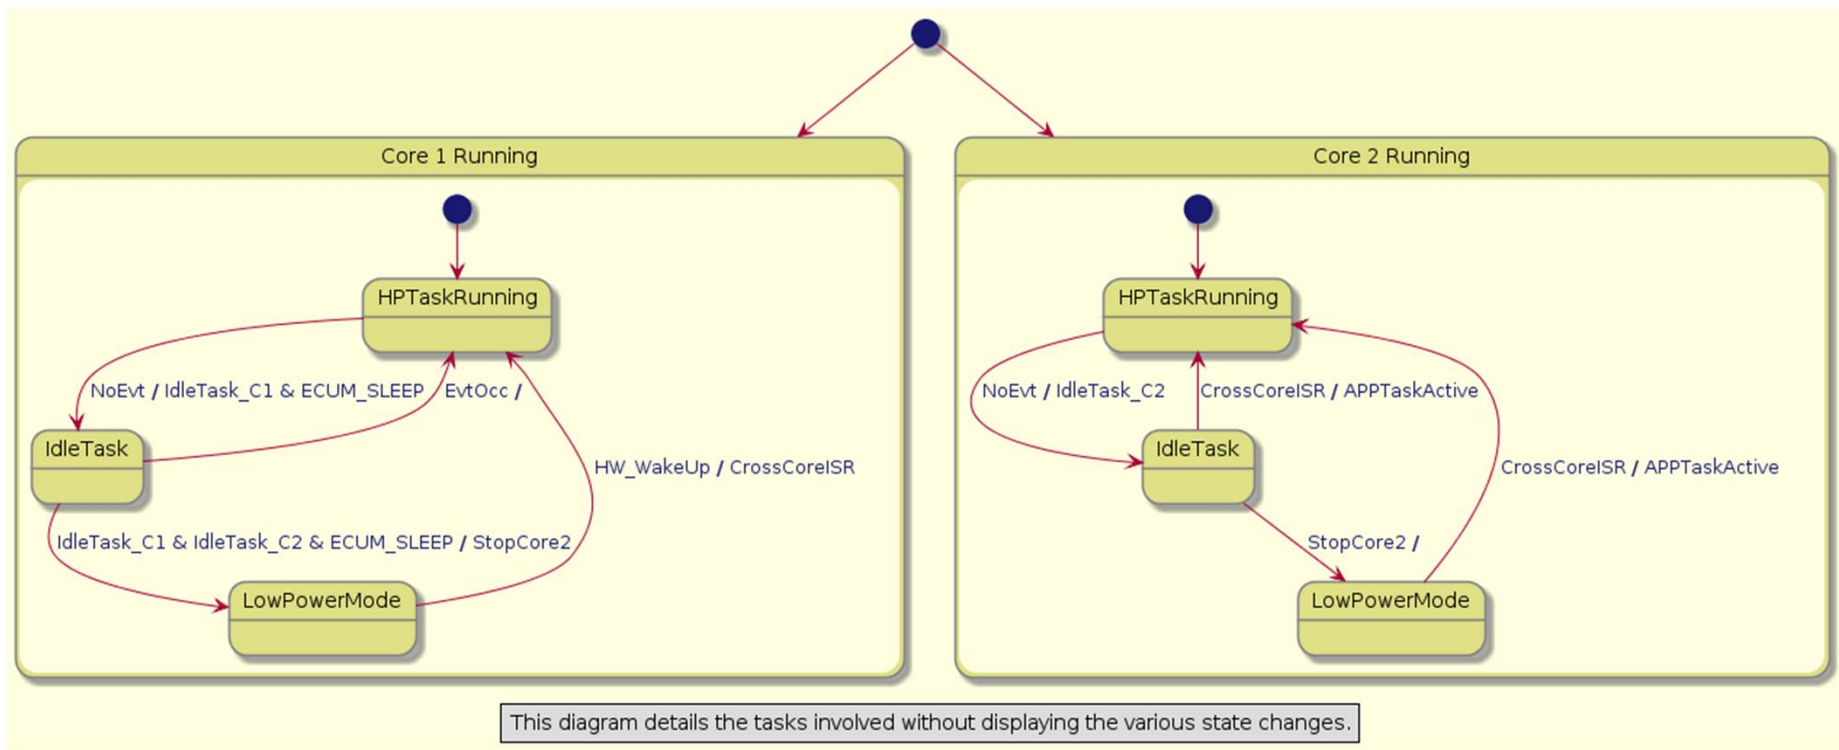 Core 1 Running
HPTaskRunning
NoEvt / IdleTask_C1 & ECUM_SLEEP
EvtOcc /
IdleTask
HW_WakeUp / CrossCoreISR
IdleTask_C1 & IdleTask_C2 & ECUM_SLEEP / StopCore2
LowPowerMode
Core 2 Running
HPTaskRunning
NoEvt / IdleTask_C2
CrossCoreISR / APPTaskActive
IdleTask
CrossCoreISR / APPTaskActive
StopCore2 /
LowPowerMode
This diagram details the tasks involved without displaying the various state changes.